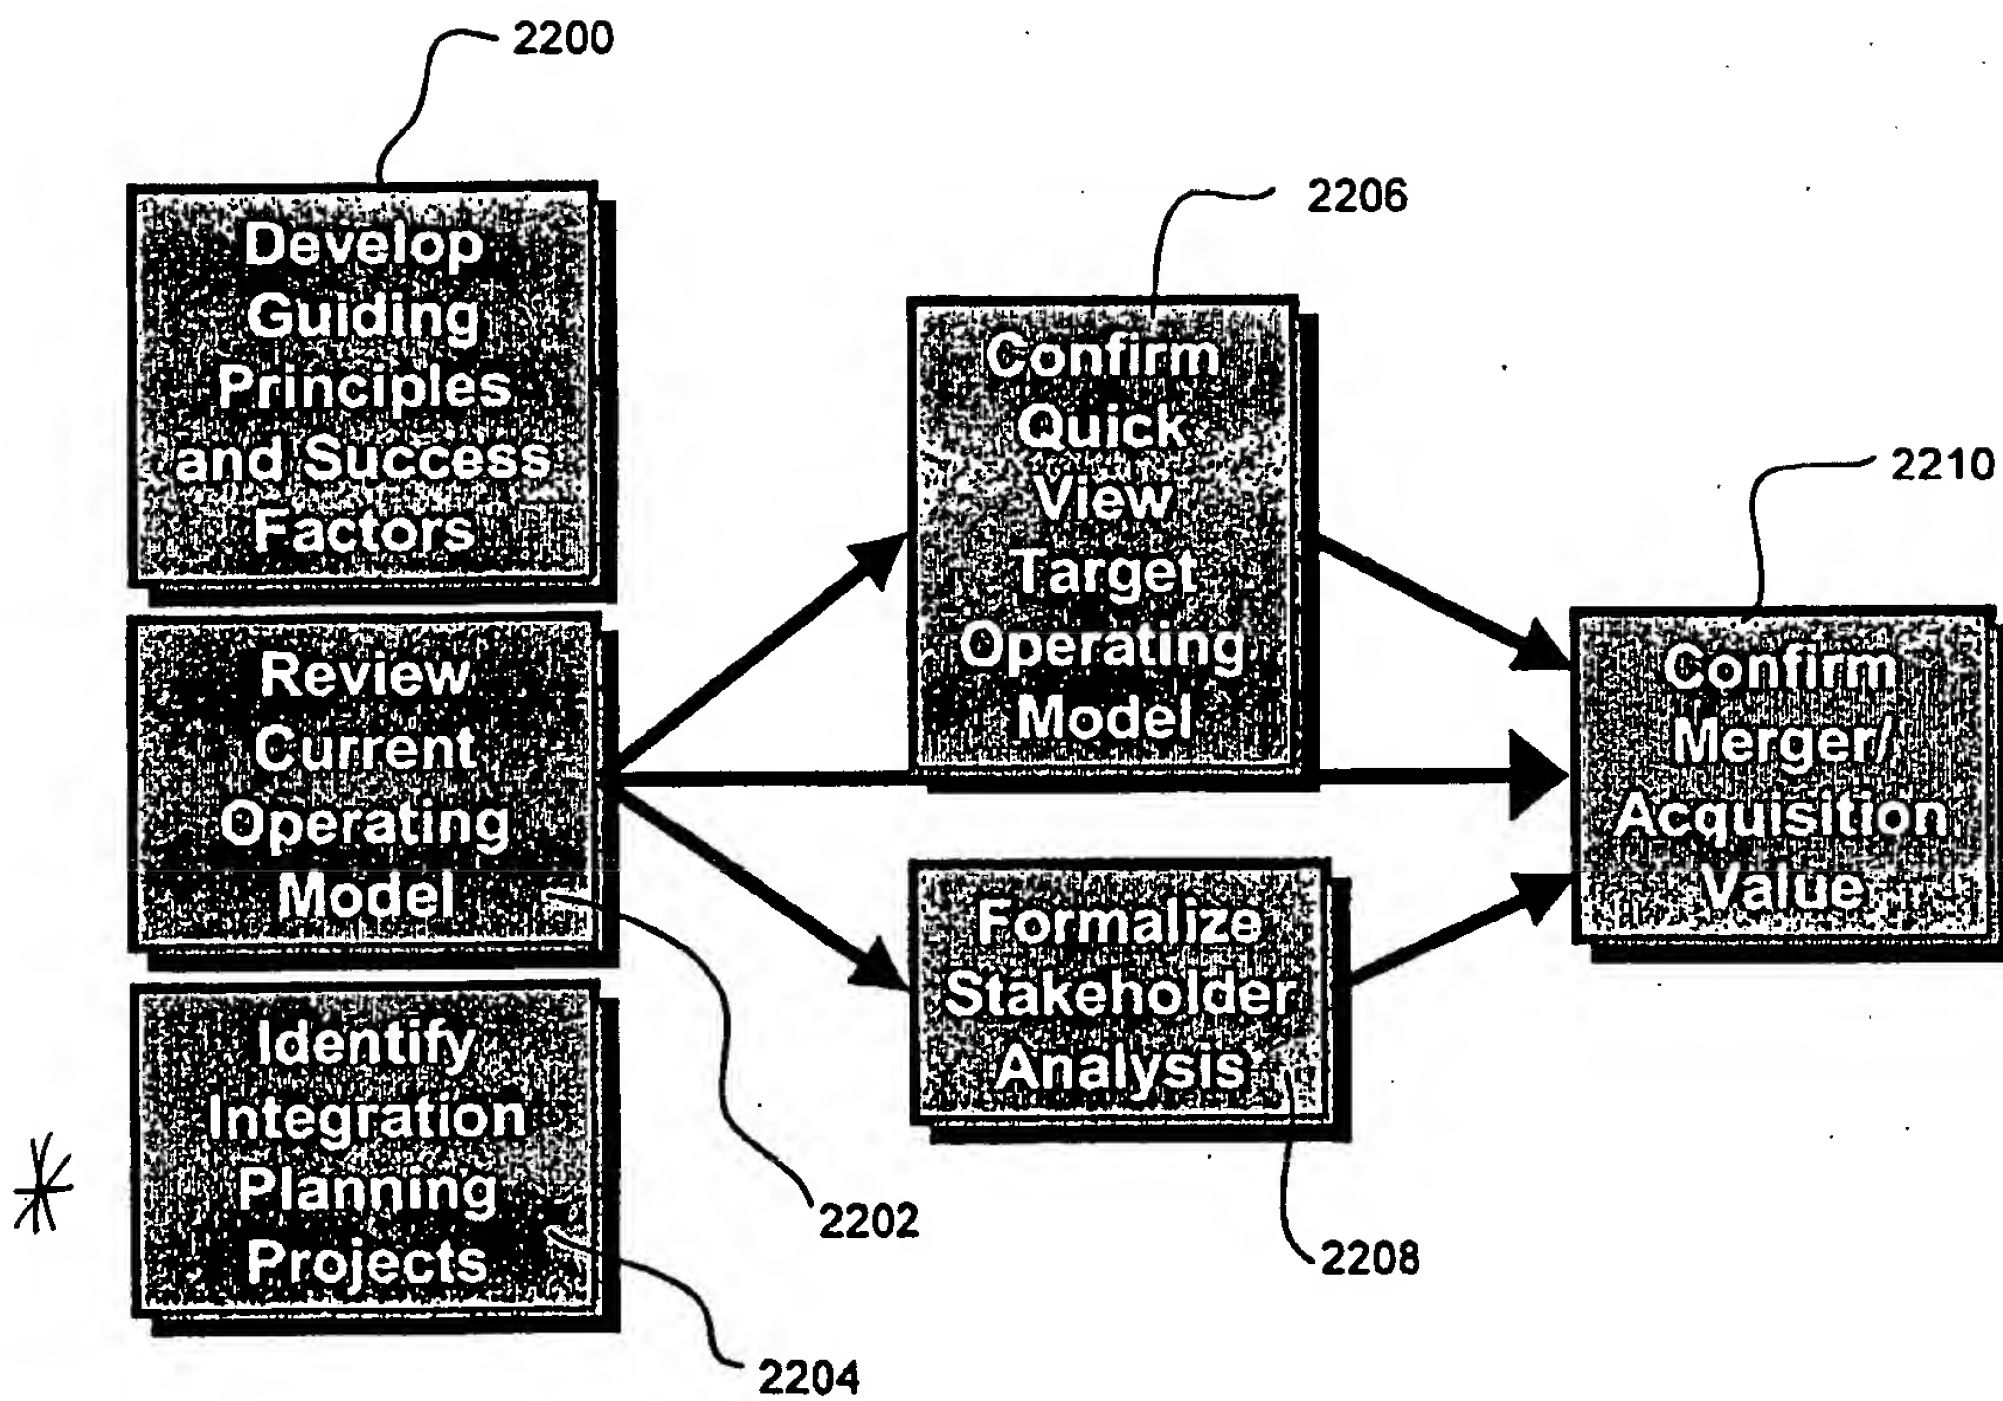 2200
Develop
Guiding
Principles
and Success
Factors
2206
Confirm
Quick
View
Target
Operating
Model
2210
Confirm
Merger/
Acquisition
Value
Review
Current
Operating
Model
2202
Formalize
Stakeholder
Analysis
2208
Identify
Integration
Planning
Projects
2204